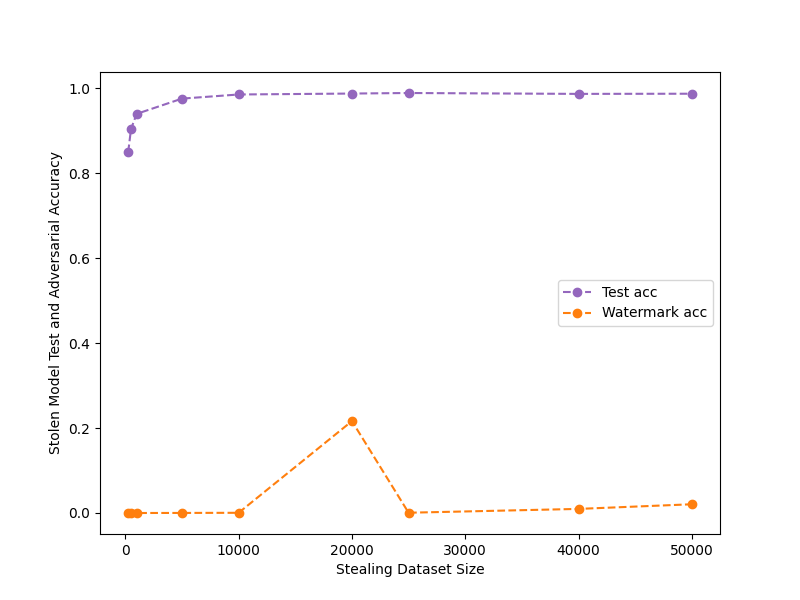 1.0
0.8
0.6
0.4
0.2
0.0
Stolen Model Test and Adversarial Accuracy
Test acc
Watermark acc
0 10000 20000 30000 40000 50000
Stealing Dataset Size